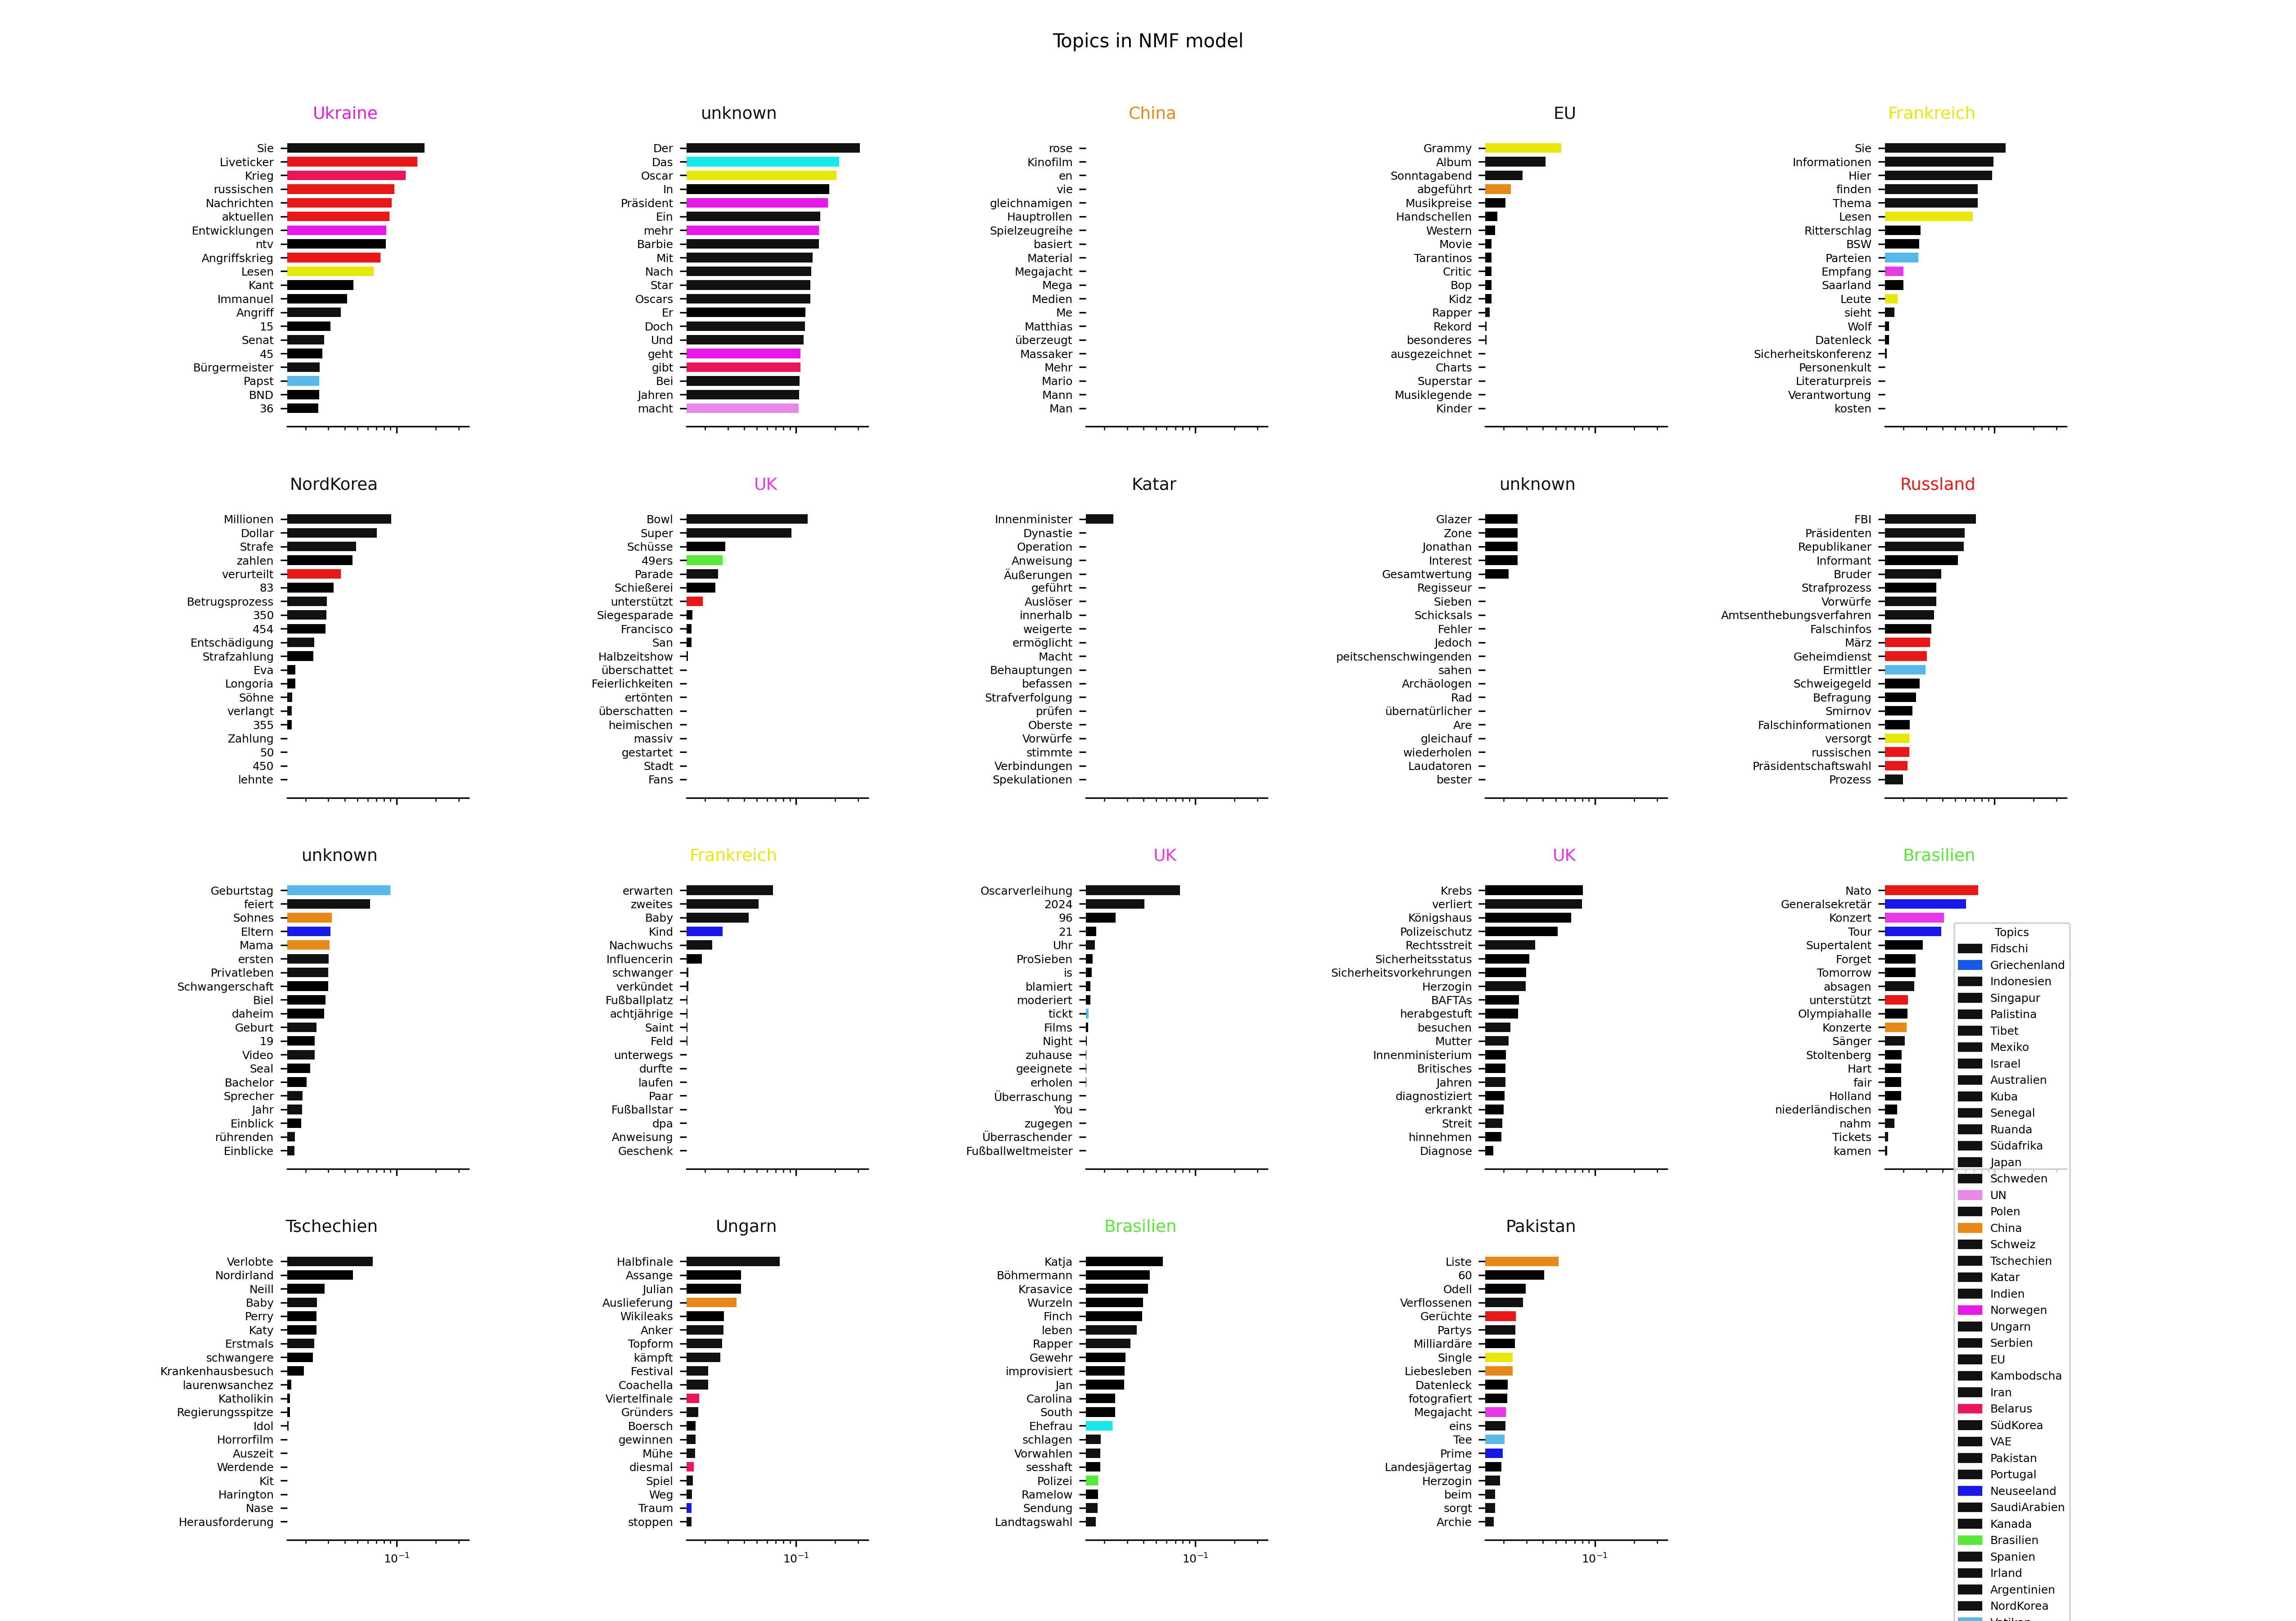 Topics in NMF model
Ukraine
Sie
Liveticker
Krieg
russischen
Nachrichten
aktuellen
Entwicklungen
ntv
Angriffskrieg
Lesen
Kant
Immanuel
Angriff
15
Senat
45
Bürgermeister
Papst
BND
36
unknown
Der
Das
Oscar
In
Präsident
Ein
mehr
Barbie
Mit
Nach
Star
Oscars
Er
Doch
Und
geht
gibt
Bei
Jahren
macht
China
rose
Kinofilm
en
vie
gleichnamigen
Hauptrollen
Spielzeugreihe
basiert
Material
Megajacht
Mega
Medien
Me
Matthias
überzeugt
Massaker
Mehr
Mario
Mann
Man
EU
Grammy
Album
Sonntagabend
abgeführt
Musikpreise
Handschellen
Western
Movie
Tarantinos
Critic
Bop
Kidz
Rapper
Rekord
besonderes
ausgezeichnet
Charts
Superstar
Musiklegende
Kinder
Frankreich
Sie
Informationen
Hier
finden
Thema
Lesen
Ritterschlag
BSW
Parteien
Empfang
Saarland
Leute
sieht
Wolf
Datenleck
Sicherheitskonferenz
Personenkult
Literaturpreis
Verantwortung
kosten
NordKorea
Millionen
Dollar
Strafe
zahlen
verurteilt
83
Betrugsprozess
350
454
Entschädigung
Strafzahlung
Eva
Longoria
Söhne
verlangt
355
Zahlung
50
450
lehnte
UK
Bowl
Super
Schüsse
49ers
Parade
Schießerei
unterstützt
Siegesparade
Francisco
San
Halbzeitshow
überschattet
Feierlichkeiten
ertönten
überschatten
heimischen
massiv
gestartet
Stadt
Fans
Katar
Innenminister
Dynastie
Operation
Anweisung
Äußerungen
geführt
Auslöser
innerhalb
weigerte
ermöglicht
Macht
Behauptungen
befassen
Strafverfolgung
prüfen
Oberste
Vorwürfe
stimmte
Verbindungen
Spekulationen
unknown
Glazer
Zone
Jonathan
Interest
Gesamtwertung
Regisseur
Sieben
Schicksals
Fehler
Jedoch
peitschenschwingenden
sahen
Archäologen
Rad
übernatürlicher
Are
gleichauf
wiederholen
Laudatoren
bester
Russland
FBI
Präsidenten
Republikaner
Informant
Bruder
Strafprozess
Vorwürfe
Amtsenthebungsverfahren
Falschinfos
März
Geheimdienst
Ermittler
Schweigegeld
Befragung
Smirnov
Falschinformationen
versorgt
russischen
Präsidentschaftswahl
Prozess
unknown
Geburtstag
feiert
Sohnes
Eltern
Mama
ersten
Privatleben
Schwangerschaft
Biel
daheim
Geburt
19
Video
Seal
Bachelor
Sprecher
Jahr
Einblick
rührenden
Einblicke
Frankreich
erwarten
zweites
Baby
Kind
Nachwuchs
Influencerin
schwanger
verkündet
Fußballplatz
achtjährige
Saint
Feld
unterwegs
durfte
laufen
Paar
Fußballstar
dpa
Anweisung
Geschenk
UK
Oscarverleihung
2024
96
21
Uhr
ProSieben
is
blamiert
moderiert
tickt
Films
Night
zuhause
geeignete
erholen
Überraschung
You
zugegen
Überraschender
Fußballweltmeister
UK
Krebs
verliert
Königshaus
Polizeischutz
Rechtsstreit
Sicherheitsstatus
Sicherheitsvorkehrungen
Herzogin
BAFTAs
herabgestuft
besuchen
Mutter
Innenministerium
Britisches
Jahren
diagnostiziert
erkrankt
Streit
hinnehmen
Diagnose
Brasilien
Nato
Generalsekretär
Konzert
Tour
Supertalent
Forget
Tomorrow
absagen
unterstützt
Olympiahalle
Konzerte
Sänger
Stoltenberg
Hart
fair
Holland
niederländischen
nahm
Tickets
kamen
Tschechien
Verlobte
Nordirland
Neill
Baby
Perry
Katy
Erstmals
schwangere
Krankenhausbesuch
laurenwsanchez
Katholikin
Regierungsspitze
Idol
Horrorfilm
Auszeit
Werdende
Kit
Harington
Nase
Herausforderung
10⁻¹
Ungarn
Halbfinale
Assange
Julian
Auslieferung
Wikileaks
Anker
Topform
kämpft
Festival
Coachella
Viertelfinale
Gründers
Boersch
gewinnen
Mühe
diesmal
Spiel
Weg
Traum
stoppen
10⁻¹
Brasilien
Katja
Böhmermann
Krasavice
Wurzeln
Finch
leben
Rapper
Gewehr
improvisiert
Jan
Carolina
South
Ehefrau
schlagen
Vorwahlen
sesshaft
Polizei
Ramelow
Sendung
Landtagswahl
10⁻¹
Pakistan
Liste
60
Odell
Verflossenen
Gerüchte
Partys
Milliardäre
Single
Liebesleben
Datenleck
fotografiert
Megajacht
eins
Tee
Prime
Landesjägertag
Herzogin
beim
sorgt
Archie
10⁻¹
Topics
Fidschi
Griechenland
Indonesien
Singapur
Palistina
Tibet
Mexiko
Israel
Australien
Kuba
Senegal
Ruanda
Südafrika
Japan
Schweden
UN
Polen
China
Schweiz
Tschechien
Katar
Indien
Norwegen
Ungarn
Serbien
EU
Kambodscha
Iran
Belarus
SüdKorea
VAE
Pakistan
Portugal
Neuseeland
SaudiArabien
Kanada
Brasilien
Spanien
Irland
Argentinien
NordKorea